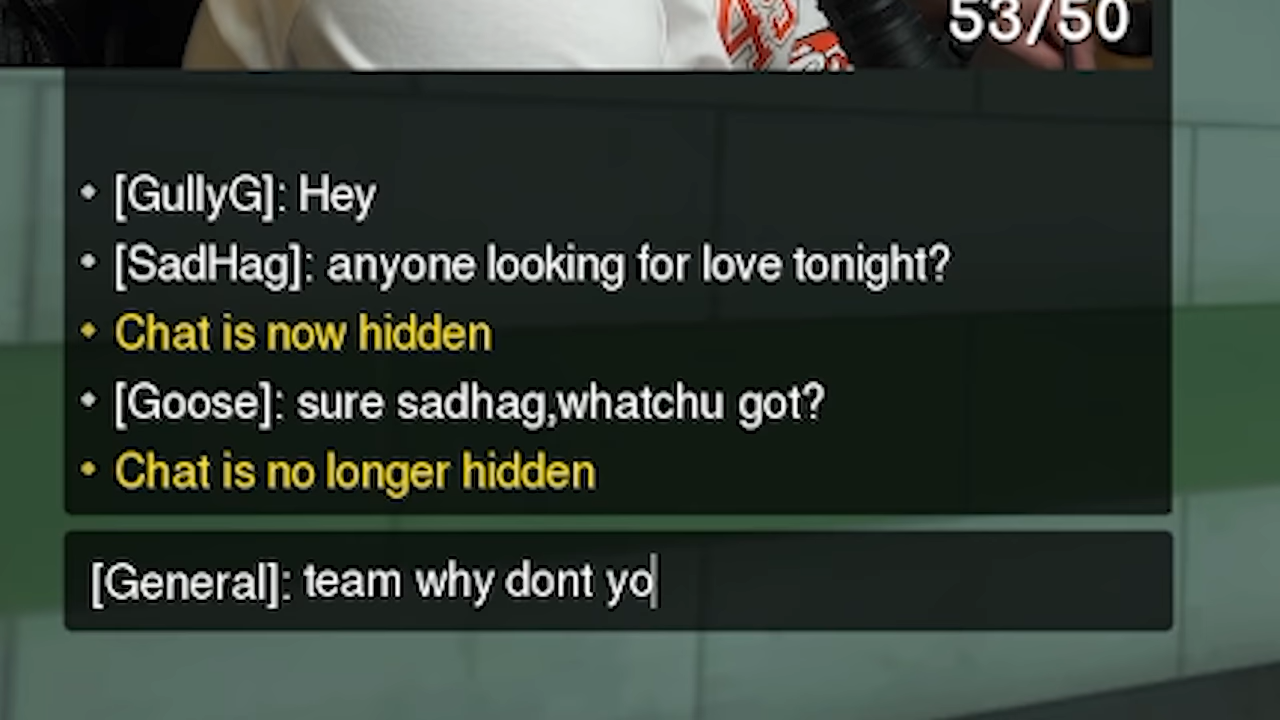 53/50
• [GullyG]: Hey
• [SadHag]: anyone looking for love tonight?
• Chat is now hidden
• [Goose]: sure sadhag,whatchu got?
• Chat is no longer hidden
[General]: team why dont yo